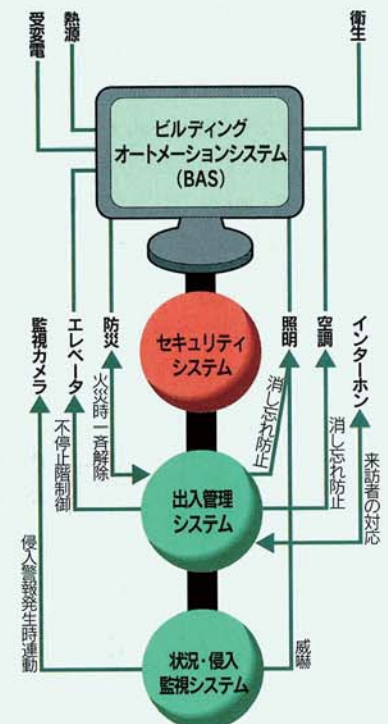 受変電
熱源
衛生
ビルディング
オートメーションシステム
(BAS)
監視カメラ
エレベータ
防災
セキュリティ
システム
照明
空調
インターホン
不停止階制御
火災時一斉解除
消し忘れ防止
消し忘れ防止
来訪者の対応
出入管理
システム
侵入警報発生時連動
状況・侵入
監視システム
威嚇